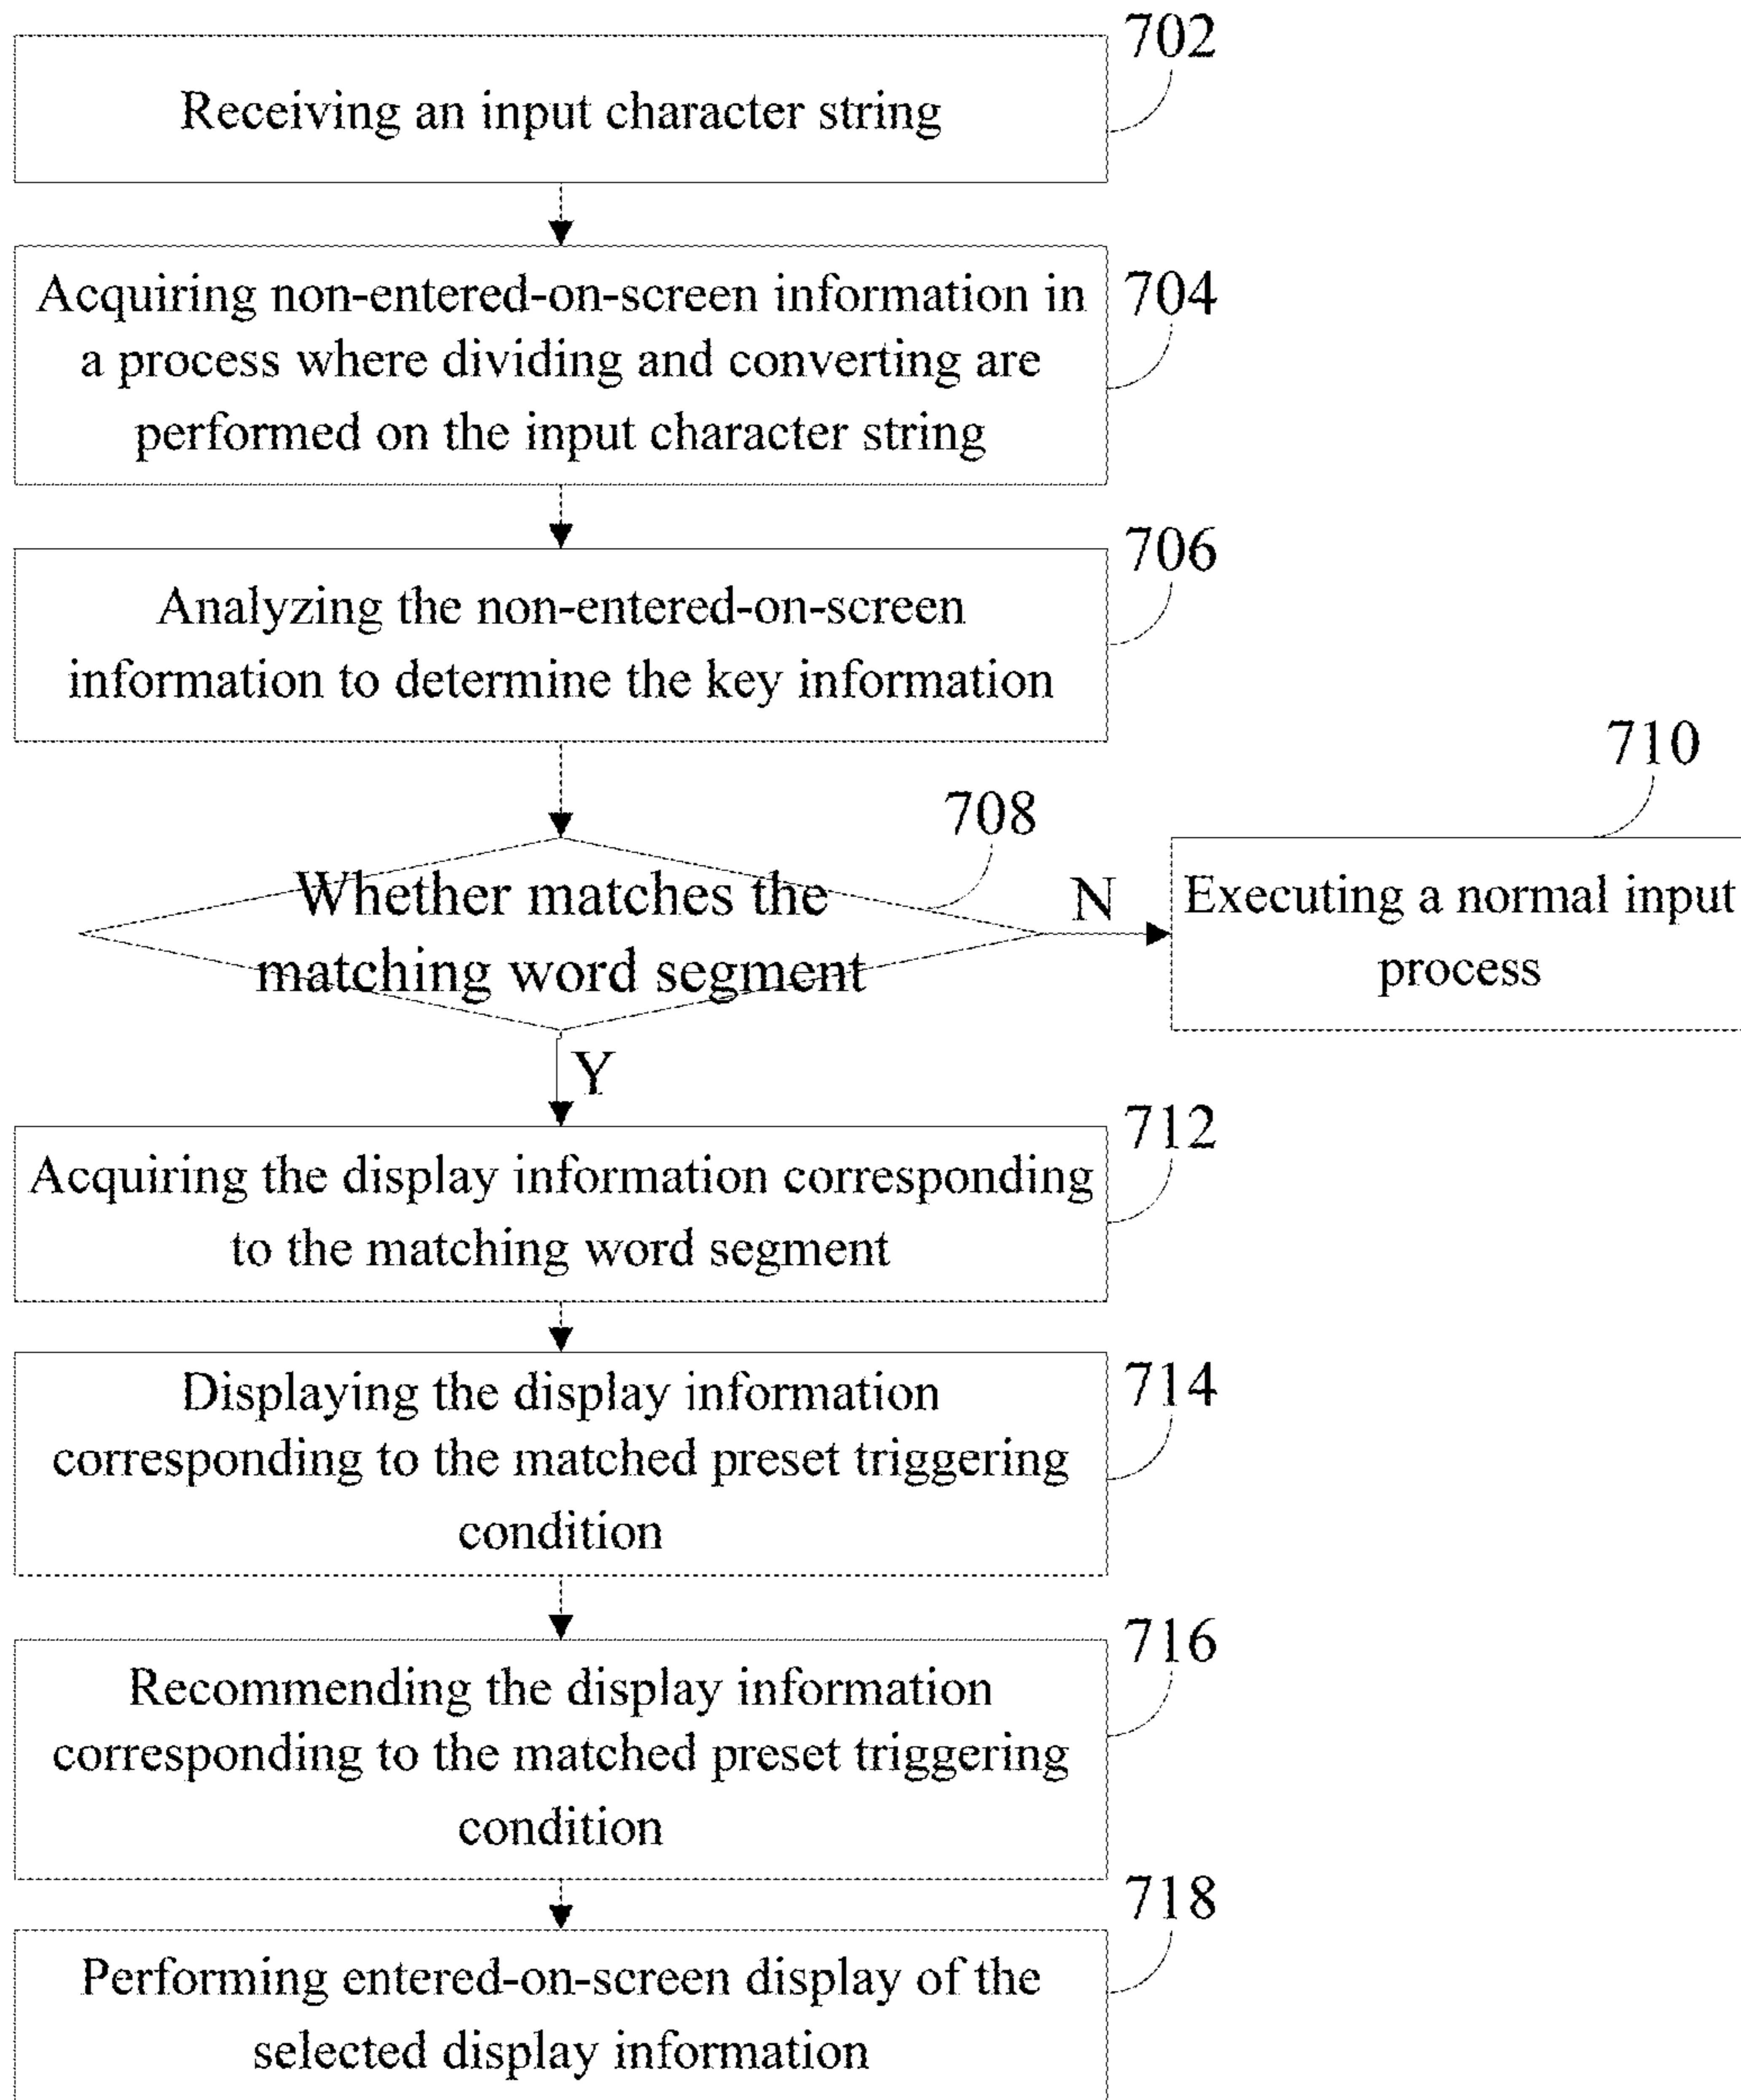 702
Receiving an input character string
Acquiring non-entered-on-screen information in
a process where dividing and converting are
performed on the input character string
704
Analyzing the non-entered-on-screen
information to determine the key information
706
708
Whether matches the
matching word segment
N
710
Executing a normal input
process
Y
Acquiring the display information corresponding
to the matching word segment
712
Displaying the display information
corresponding to the matched preset triggering
condition
714
Recommending the display information
corresponding to the matched preset triggering
condition
716
Performing entered-on-screen display of the
selected display information
718